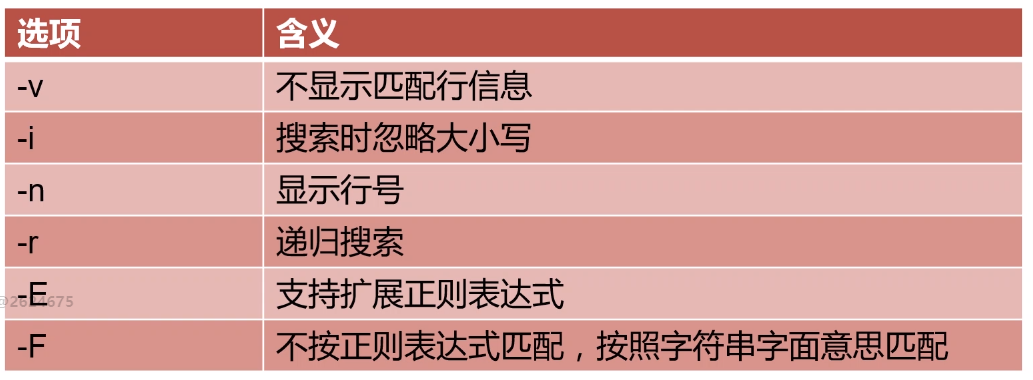 选项 含义
-v 不显示匹配行信息
-i 搜索时忽略大小写
-n 显示行号
-r 递归搜索
-E 支持扩展正则表达式
@2624675
-F 不按正则表达式匹配，按照字符串字面意思匹配